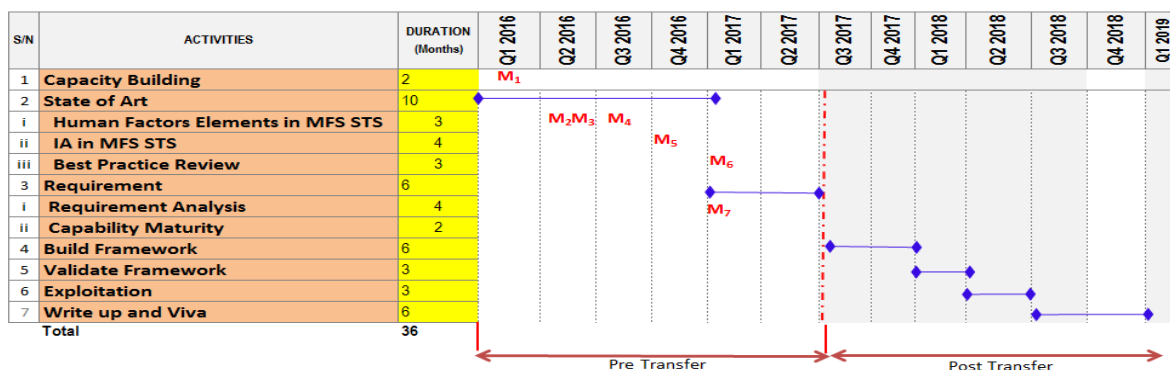 S/N ACTIVITIES DURATION (Months) Q1 2016 Q2 2016 Q3 2016 Q4 2016 Q1 2017 Q2 2017 Q3 2017 Q4 2017 Q1 2018 Q2 2018 Q3 2018 Q4 2018 Q1 2019
1 Capacity Building 2 M1
2 State of Art 10
i Human Factors Elements in MFS STS 3 M2 M3 M4
ii IA in MFS STS 4 M5
iii Best Practice Review 3 M6
3 Requirement 6
i Requirement Analysis 4 M7
ii Capability Maturity 2
4 Build Framework 6
5 Validate Framework 3
6 Exploitation 3
7 Write up and Viva 6
Total 36
Pre Transfer Post Transfer